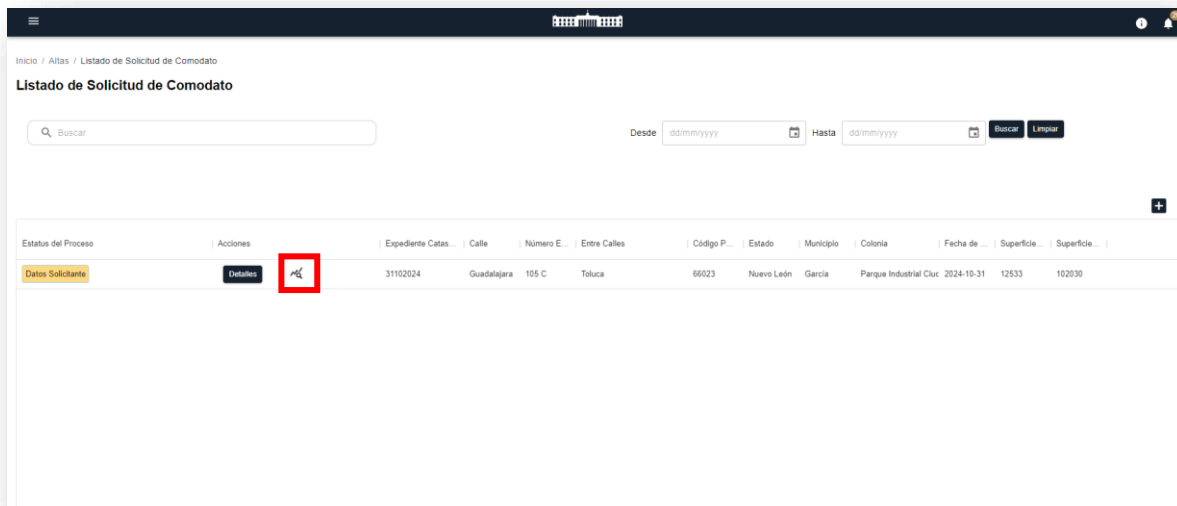 Inicio / Altas / Listado de Solicitud de Comodato
Listado de Solicitud de Comodato
Buscar
Desde dd/mm/yyyy Hasta dd/mm/yyyy Buscar Limpiar
Estatus del Proceso Acciones Expediente Catas... Calle Número E... Entre Calles Código P... Estado Municipio Colonia Fecha de ... Superficie... Superficie...
Datos Solicitante Detalles 31102024 Guadalajara 105 C Toluca 66023 Nuevo León García Parque Industrial Ciuc 2024-10-31 12533 102030